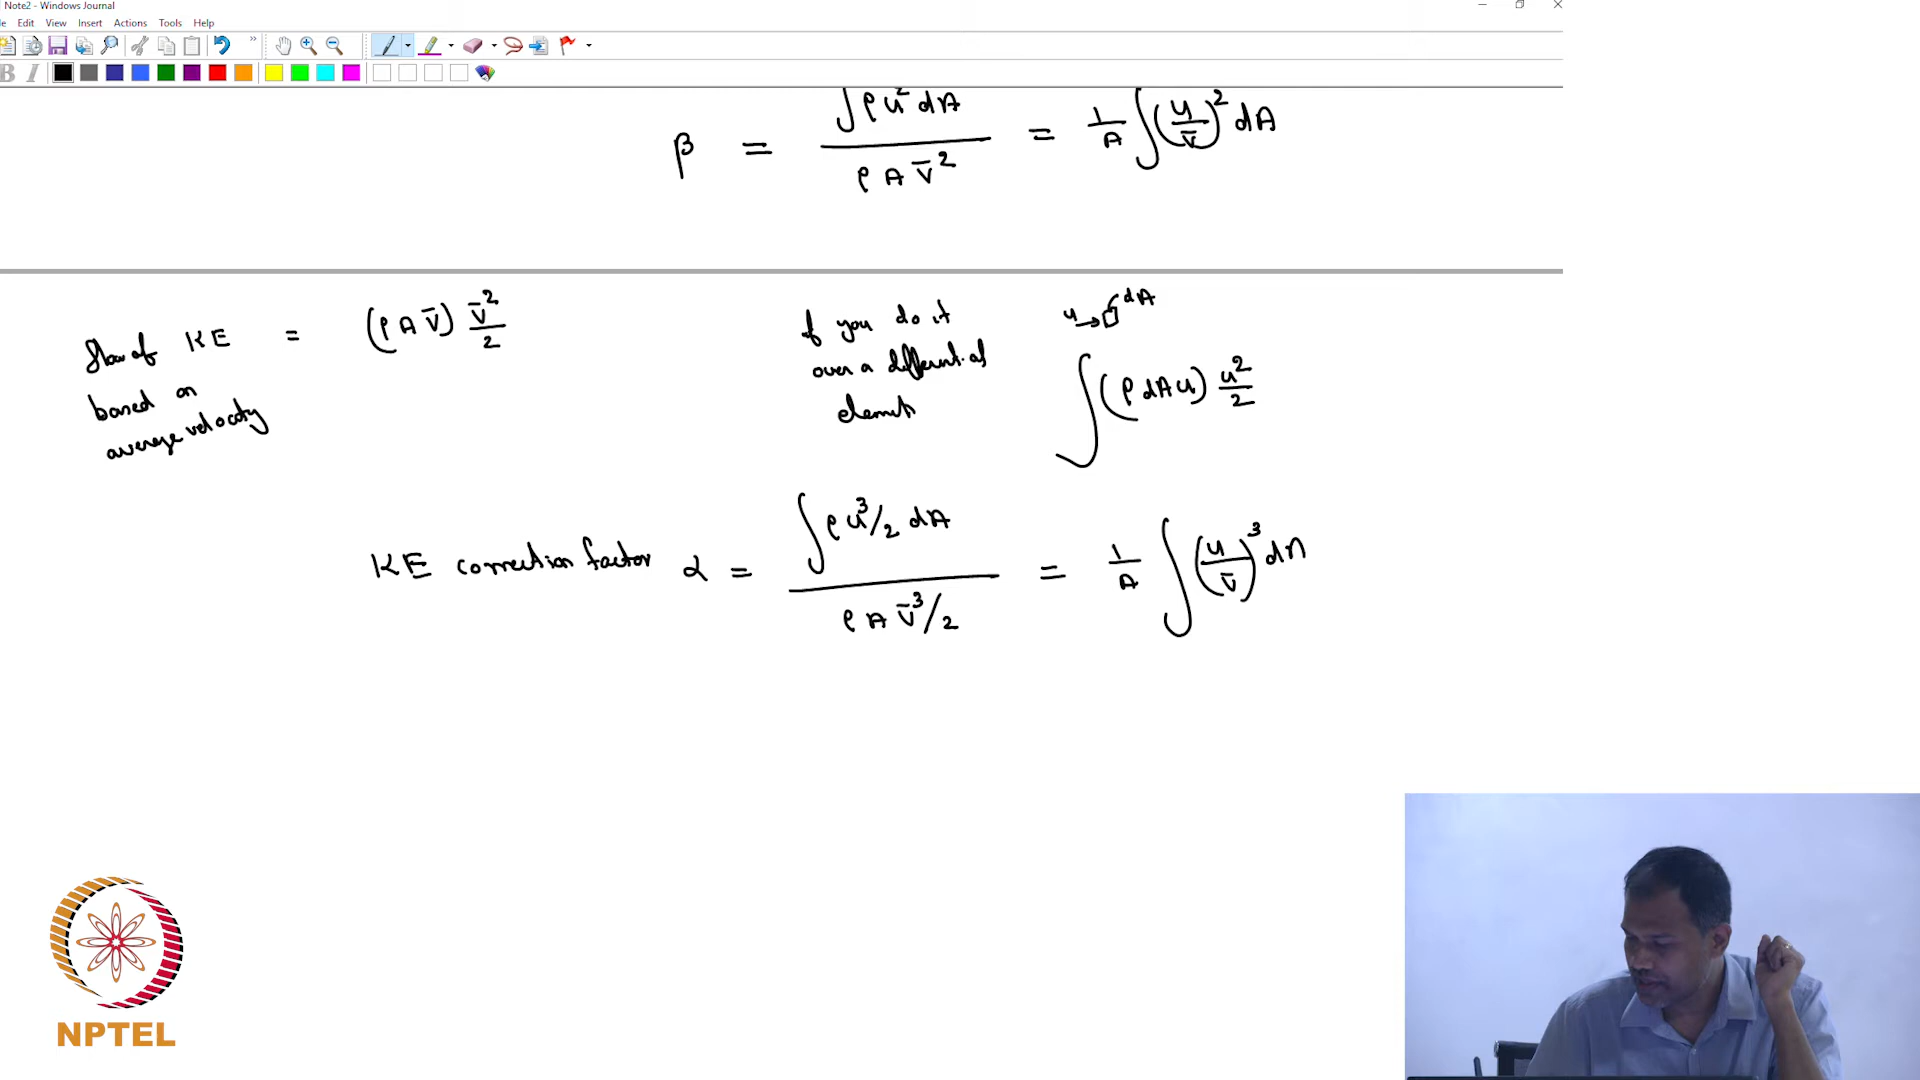 Note2 - Windows Journal
Edit View Insert Actions Tools Help
B I
β = ∫ρu²dA / ρAV̄² = 1/A ∫(u/V̄)² dA
flow of KE = (ρAV̄) V̄²/2
based on
average velocity
If you do it
over a differential
element
u → dA
∫(ρdAu) u²/2
KE correction factor α = ∫ρu³/2 dA / ρAV̄³/2 = 1/A ∫(u/V̄)³ dA
NPTEL